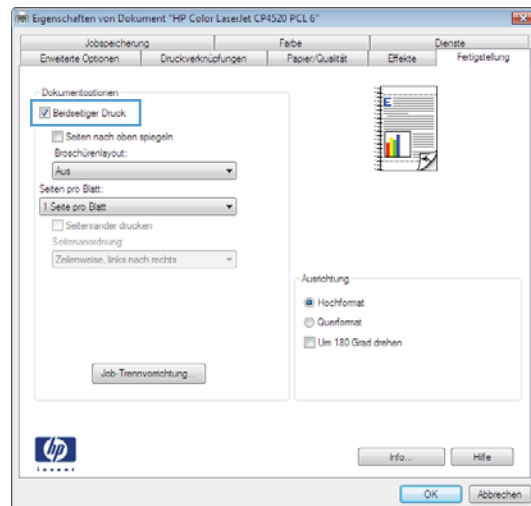 Eigenschaften von Dokument "HP Color LaserJet CP4520 PCL 6"
Jobspeicherung Farbe Dienste
Erweiterte Optionen Druckverknüpfungen Papier/Qualität Effekte Fertigstellung
Dokumentoptionen
Beidseitiger Druck
Seiten nach oben spiegeln
Broschürenlayout:
Aus
Seiten pro Blatt:
1 Seite pro Blatt
Seitenränder drucken
Seitenanordnung:
Zeilenweise, links nach rechts
Job-Trennvorrichtung...
E
Ausrichtung
Hochformat
Querformat
Um 180 Grad drehen
hp
invent
Info...
Hilfe
OK
Abbrechen